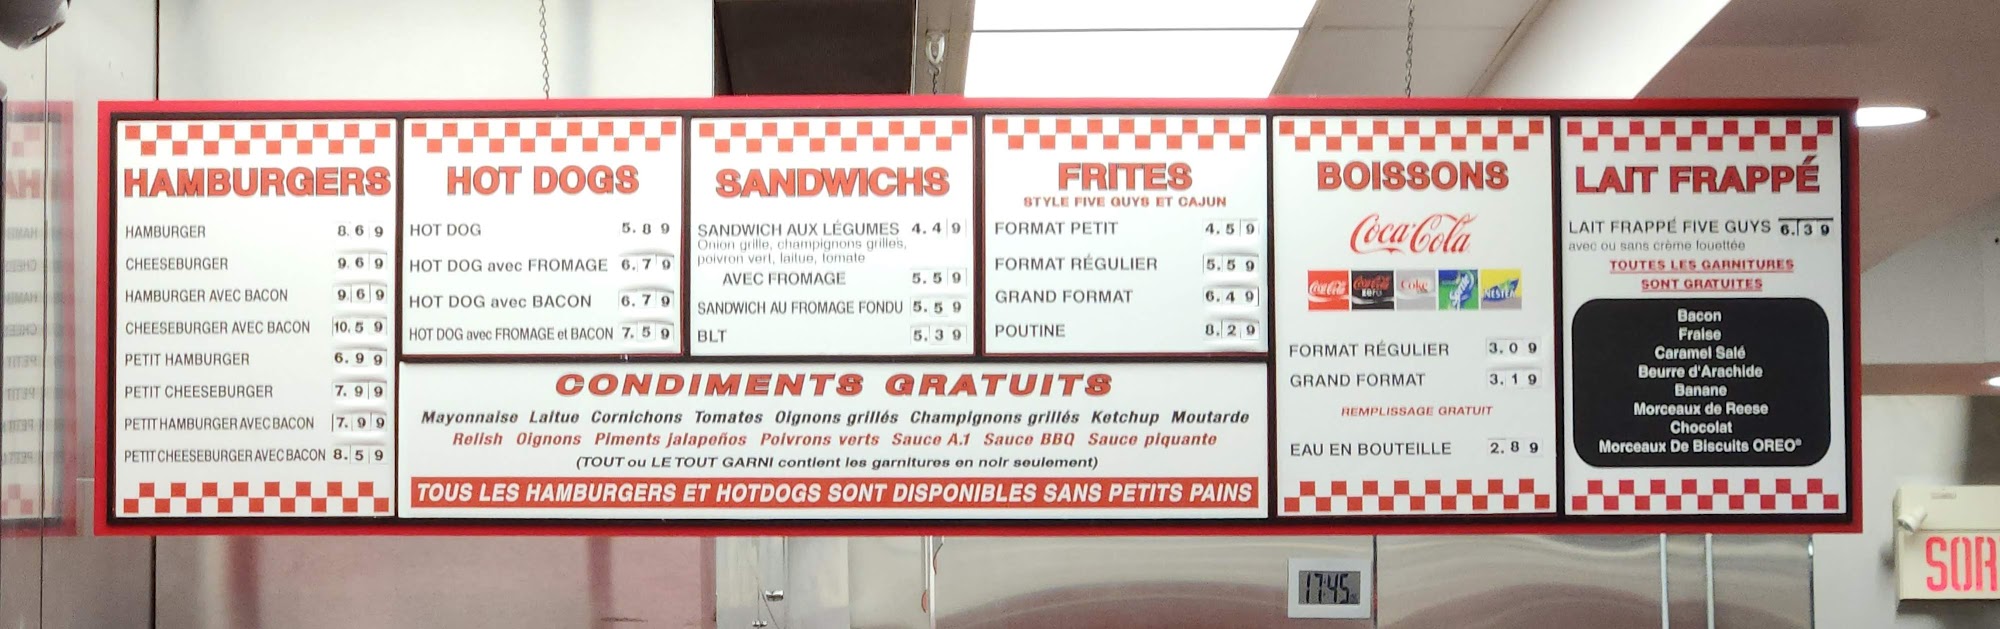 HAMBURGERS
HAMBURGER 8.69
CHEESEBURGER 9.69
HAMBURGER AVEC BACON 9.69
CHEESEBURGER AVEC BACON 10.59
PETIT HAMBURGER 6.99
PETIT CHEESEBURGER 7.99
PETIT HAMBURGER AVEC BACON 7.99
PETIT CHEESEBURGER AVEC BACON 8.59
HOT DOGS
HOT DOG 5.89
HOT DOG avec FROMAGE 6.79
HOT DOG avec BACON 6.79
HOT DOG avec FROMAGE et BACON 7.59
SANDWICHS
SANDWICH AUX LÉGUMES 4.49
Onion grille, champignons grillés,
poivron vert, laitue, tomate
AVEC FROMAGE 5.59
SANDWICH AU FROMAGE FONDU 5.59
BLT 5.39
FRITES
STYLE FIVE GUYS ET CAJUN
FORMAT PETIT 4.59
FORMAT RÉGULIER 5.59
GRAND FORMAT 6.49
POUTINE 8.29
CONDIMENTS GRATUITS
Mayonnaise Laitue Cornichons Tomates Oignons grillés Champignons grillés Ketchup Moutarde
Relish Oignons Piments jalapeños Poivrons verts Sauce A.1 Sauce BBQ Sauce piquante
(TOUT ou LE TOUT GARNI contient les garnitures en noir seulement)
TOUS LES HAMBURGERS ET HOTDOGS SONT DISPONIBLES SANS PETITS PAINS
BOISSONS
Coca-Cola
Coca-Cola Coca-Cola zero Coke NESTEA
FORMAT RÉGULIER 3.09
GRAND FORMAT 3.19
REMPLISSAGE GRATUIT
EAU EN BOUTEILLE 2.89
LAIT FRAPPÉ
LAIT FRAPPÉ FIVE GUYS 6.39
avec ou sans crème fouettée
TOUTES LES GARNITURES
SONT GRATUITES
Bacon
Fraise
Caramel Salé
Beurre d'Arachide
Banane
Morceaux de Reese
Chocolat
Morceaux De Biscuits OREO®
17:45
SOR